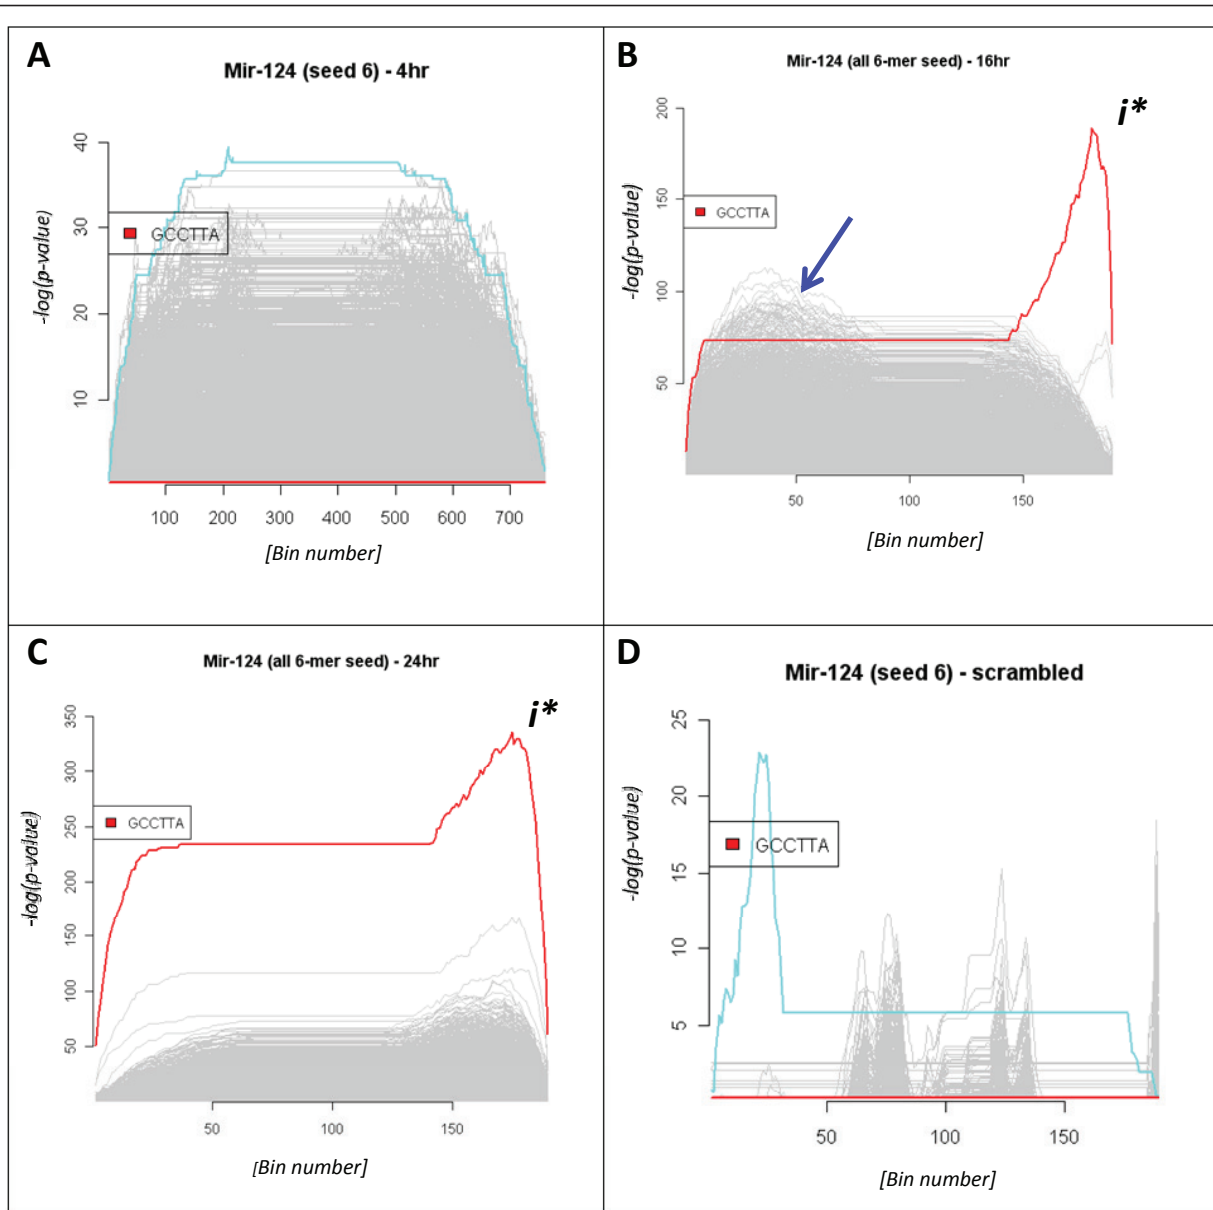 A
Mir-124 (seed 6) - 4hr
40
30
20
10
-log(p-value)
GCCTTA
100 200 300 400 500 600 700
[Bin number]
B
Mir-124 (all 6-mer seed) - 16hr
i*
200
150
100
50
-log(p-value)
GCCTTA
50 100 150
[Bin number]
C
Mir-124 (all 6-mer seed) - 24hr
i*
350
300
250
200
150
100
50
-log(p-value)
GCCTTA
50 100 150
[Bin number]
D
Mir-124 (seed 6) - scrambled
25
20
15
10
5
-log(p-value)
GCCTTA
50 100 150
[Bin number]